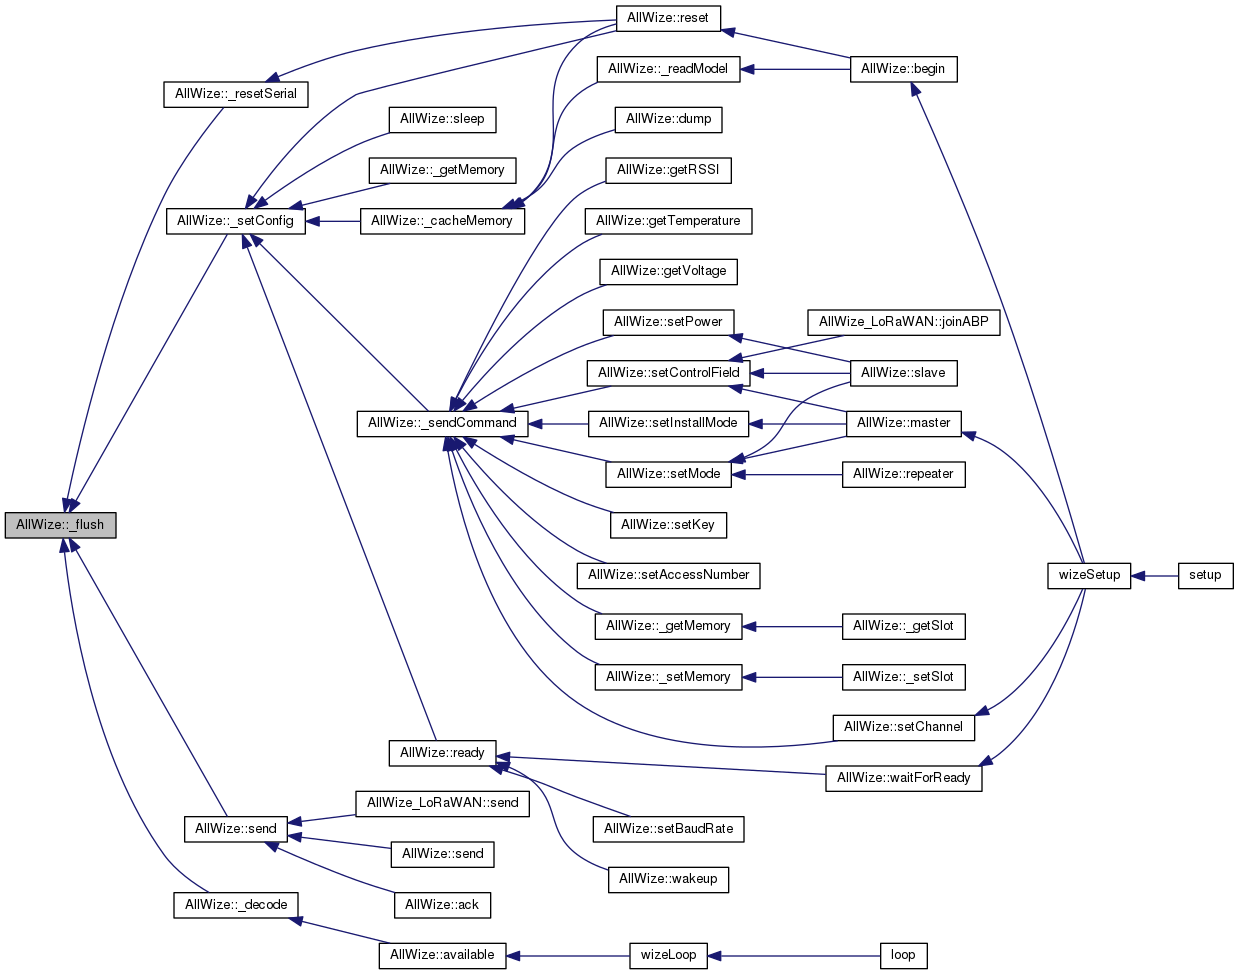 AllWize::reset
AllWize::_readModel
AllWize::begin
AllWize::_resetSerial
AllWize::sleep
AllWize::dump
AllWize::_getMemory
AllWize::getRSSI
AllWize::_setConfig
AllWize::_cacheMemory
AllWize::getTemperature
AllWize::getVoltage
AllWize::setPower
AllWize_LoRaWAN::joinABP
AllWize::setControlField
AllWize::slave
AllWize::_sendCommand
AllWize::setInstallMode
AllWize::master
AllWize::setMode
AllWize::repeater
AllWize::_flush
AllWize::setKey
AllWize::setAccessNumber
wizeSetup
setup
AllWize::_getMemory
AllWize::_getSlot
AllWize::_setMemory
AllWize::_setSlot
AllWize::setChannel
AllWize::ready
AllWize::waitForReady
AllWize_LoRaWAN::send
AllWize::send
AllWize::setBaudRate
AllWize::send
AllWize::wakeup
AllWize::_decode
AllWize::ack
AllWize::available
wizeLoop
loop